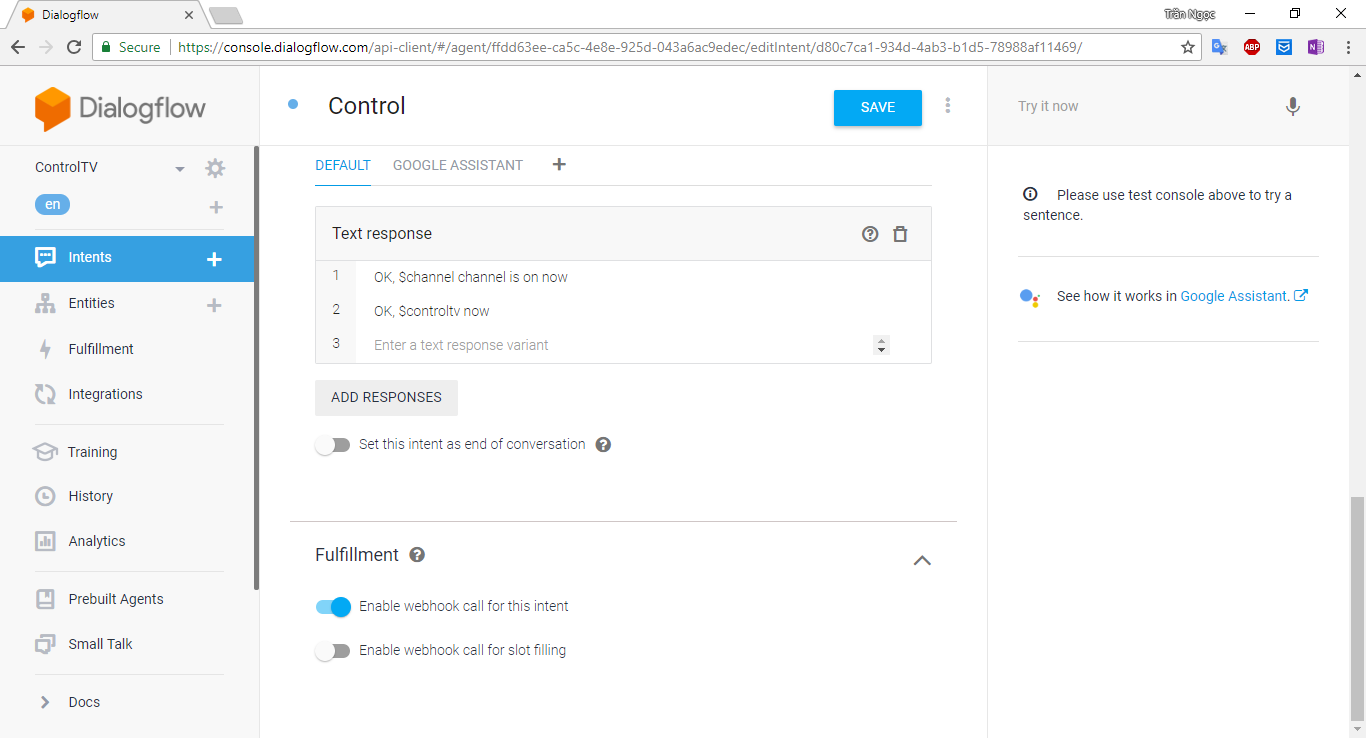 Dialogflow
Trần Ngọc
Secure
https://console.dialogflow.com/api-client/#/agent/ffdd63ee-ca5c-4e8e-925d-043a6ac9edec/editIntent/d80c7ca1-934d-4ab3-b1d5-78988af11469/
ABP
N
Dialogflow
ControlTV
en
Intents
Entities
Fulfillment
Integrations
Training
History
Analytics
Prebuilt Agents
Small Talk
Docs
Control
SAVE
DEFAULT
GOOGLE ASSISTANT
Text response
1 OK, $channel channel is on now
2 OK, $controltv now
3 Enter a text response variant
ADD RESPONSES
Set this intent as end of conversation
Fulfillment
Enable webhook call for this intent
Enable webhook call for slot filling
Try it now
Please use test console above to try a
sentence.
See how it works in Google Assistant.